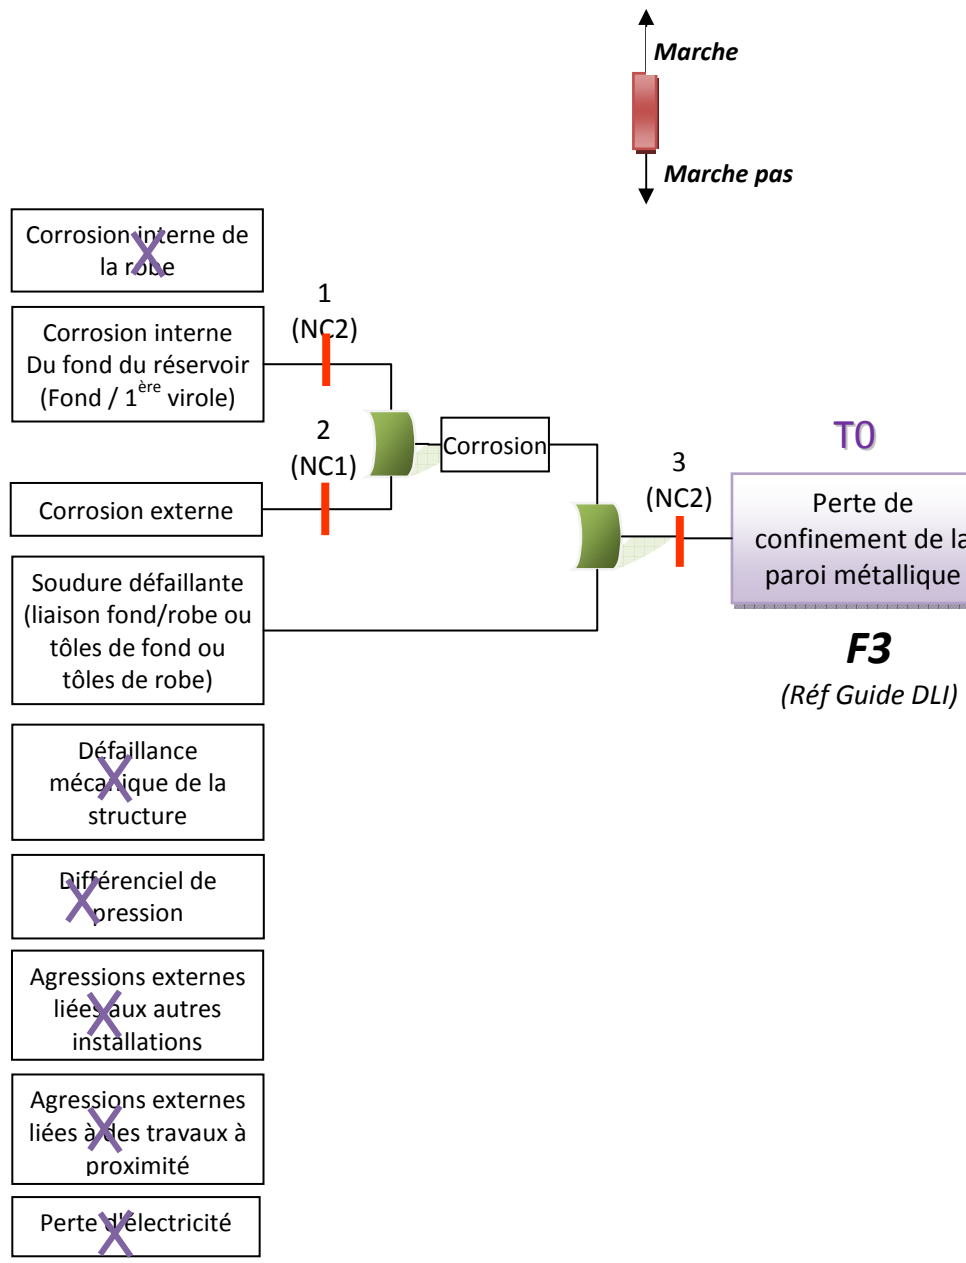 Marche
Marche pas
Corrosion interne de
la robe
1
(NC2)
Corrosion interne
Du fond du réservoir
(Fond / 1ère virole)
2
(NC1)
Corrosion externe
Corrosion
3
(NC2)
T0
Perte de
confinement de la
paroi métallique
F3
(Réf Guide DLI)
Soudure défaillante
(liaison fond/robe ou
tôles de fond ou
tôles de robe)
Défaillance
mécanique de la
structure
Différenciel de
pression
Agressions externes
liées aux autres
installations
Agressions externes
liées à des travaux à
proximité
Perte d'électricité